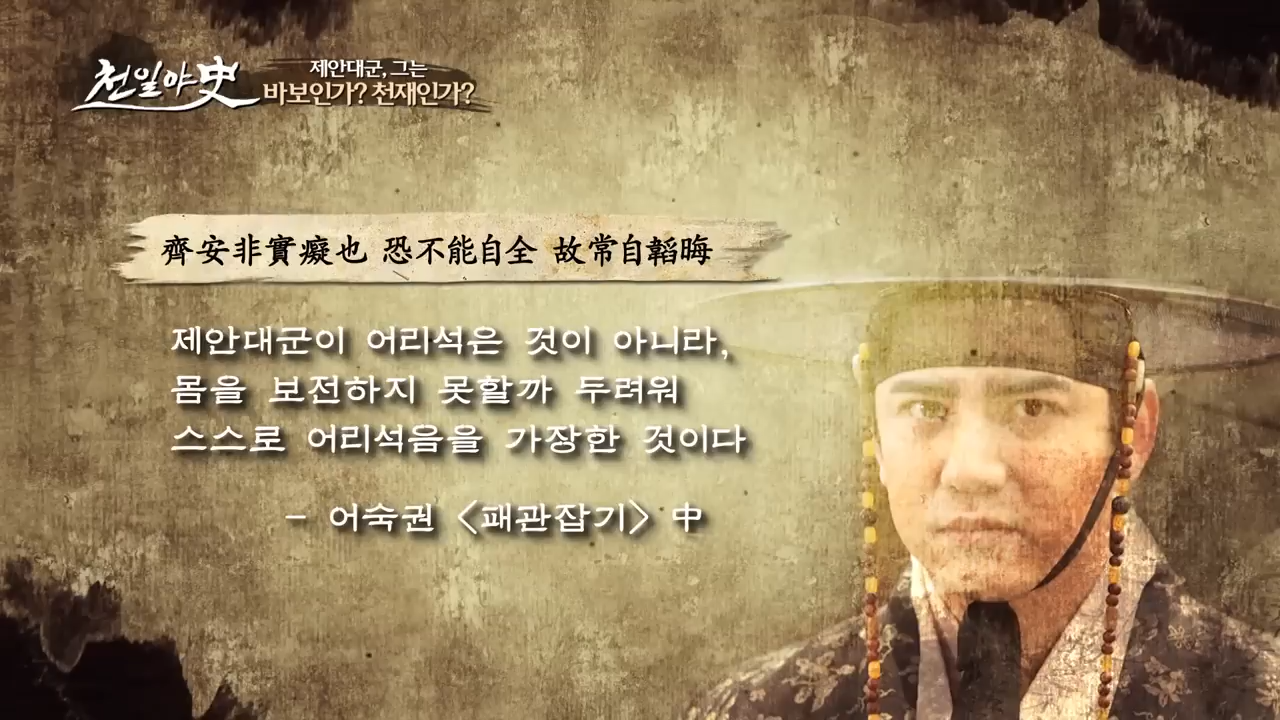 천일야史
제안대군, 그는
바보인가? 천재인가?
齊安非實癡也 恐不能自全 故常自韜晦
제안대군이 어리석은 것이 아니라,
몸을 보전하지 못할까 두려워
스스로 어리석음을 가장한 것이다
- 어숙권 <패관잡기> 中